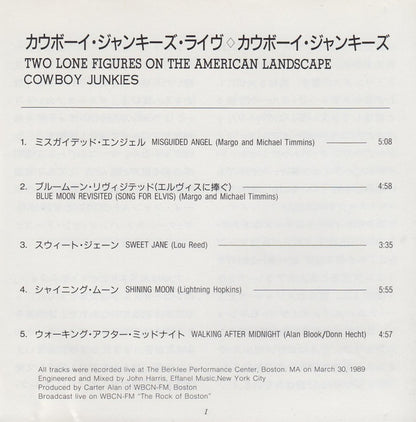 カウボーイ・ジャンキーズ・ライヴ◇カウボーイ・ジャンキーズ
TWO LONE FIGURES ON THE AMERICAN LANDSCAPE
COWBOY JUNKIES
1. ミスガイデッド・エンジェル MISGUIDED ANGEL (Margo and Michael Timmins) 5:08
2. ブルームーン・リヴィジテッド(エルヴィスに捧ぐ) 4:58
BLUE MOON REVISITED (SONG FOR ELVIS) (Margo and Michael Timmins)
3. スウィート・ジェーン SWEET JANE (Lou Reed) 3:35
4. シャイニング・ムーン SHINING MOON (Lightning Hopkins) 5:55
5. ウォーキング・アフター・ミッドナイト WALKING AFTER MIDNIGHT (Alan Blook/Donn Hecht) 4:57
All tracks were recorded live at The Berklee Performance Center, Boston. MA on March 30, 1989
Engineered and Mixed by John Harris, Effanel Music,New York City
Produced by Carter Alan of WBCN-FM, Boston
Broadcast live on WBCN-FM "The Rock of Boston"
1